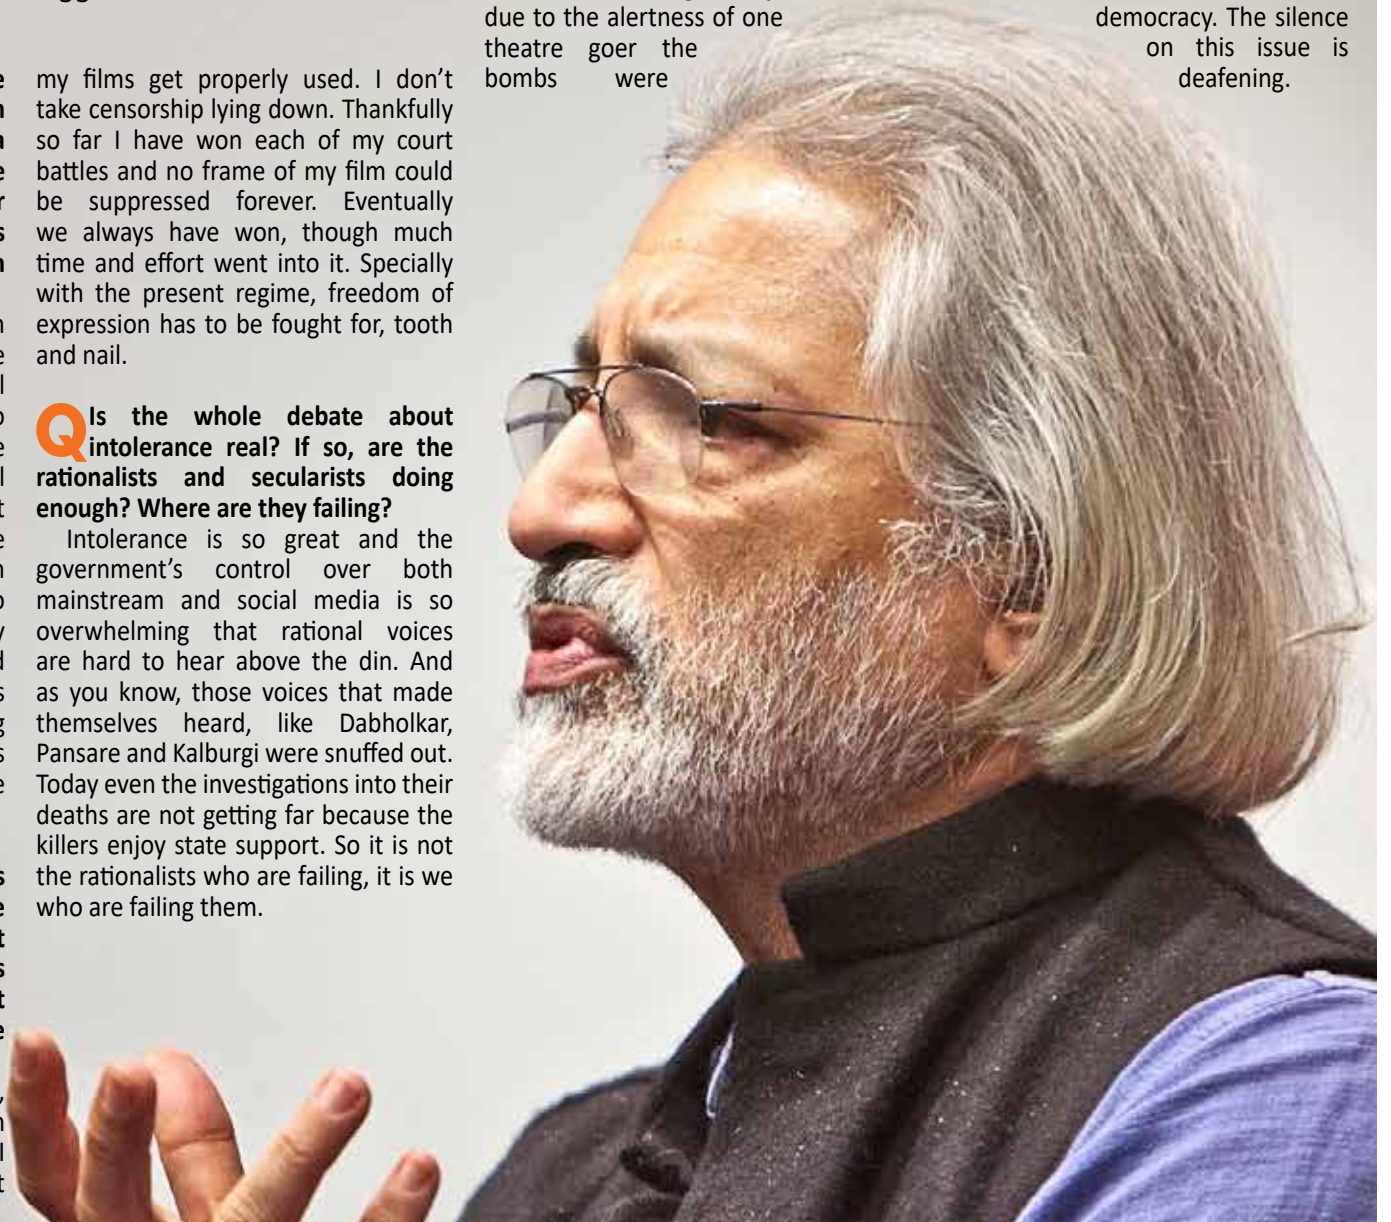 my films get properly used. I don't
take censorship lying down. Thankfully
so far I have won each of my court
battles and no frame of my film could
be suppressed forever. Eventually
we always have won, though much
time and effort went into it. Specially
with the present regime, freedom of
expression has to be fought for, tooth
and nail.
Q Is the whole debate about
intolerance real? If so, are the
rationalists and secularists doing
enough? Where are they failing?
Intolerance is so great and the
government's control over both
mainstream and social media is so
overwhelming that rational voices
are hard to hear above the din. And
as you know, those voices that made
themselves heard, like Dabholkar,
Pansare and Kalburgi were snuffed out.
Today even the investigations into their
deaths are not getting far because the
killers enjoy state support. So it is not
the rationalists who are failing, it is we
who are failing them.
due to the alertness of one
theatre goer the
bombs were
democracy. The silence
on this issue is
deafening.